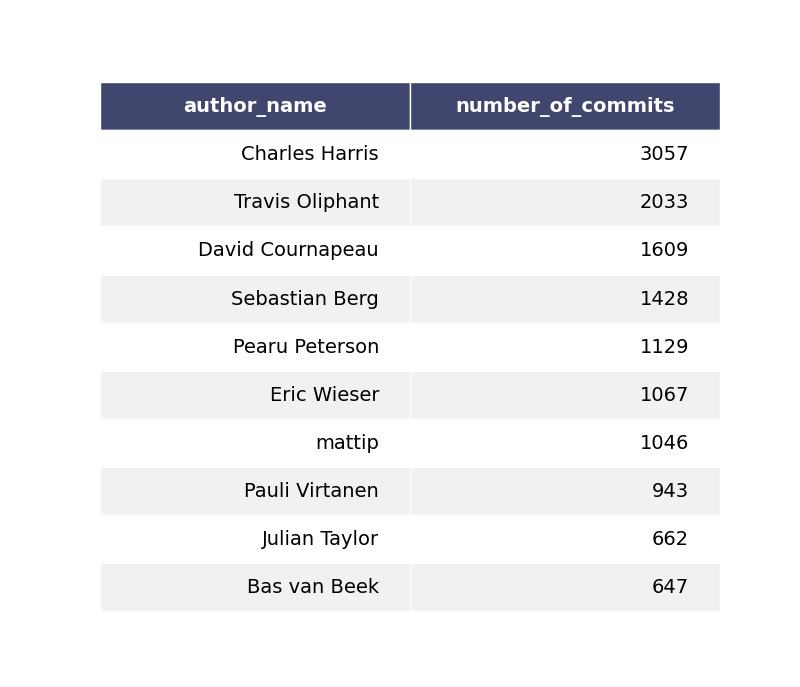 author_name number_of_commits
Charles Harris 3057
Travis Oliphant 2033
David Cournapeau 1609
Sebastian Berg 1428
Pearu Peterson 1129
Eric Wieser 1067
mattip 1046
Pauli Virtanen 943
Julian Taylor 662
Bas van Beek 647